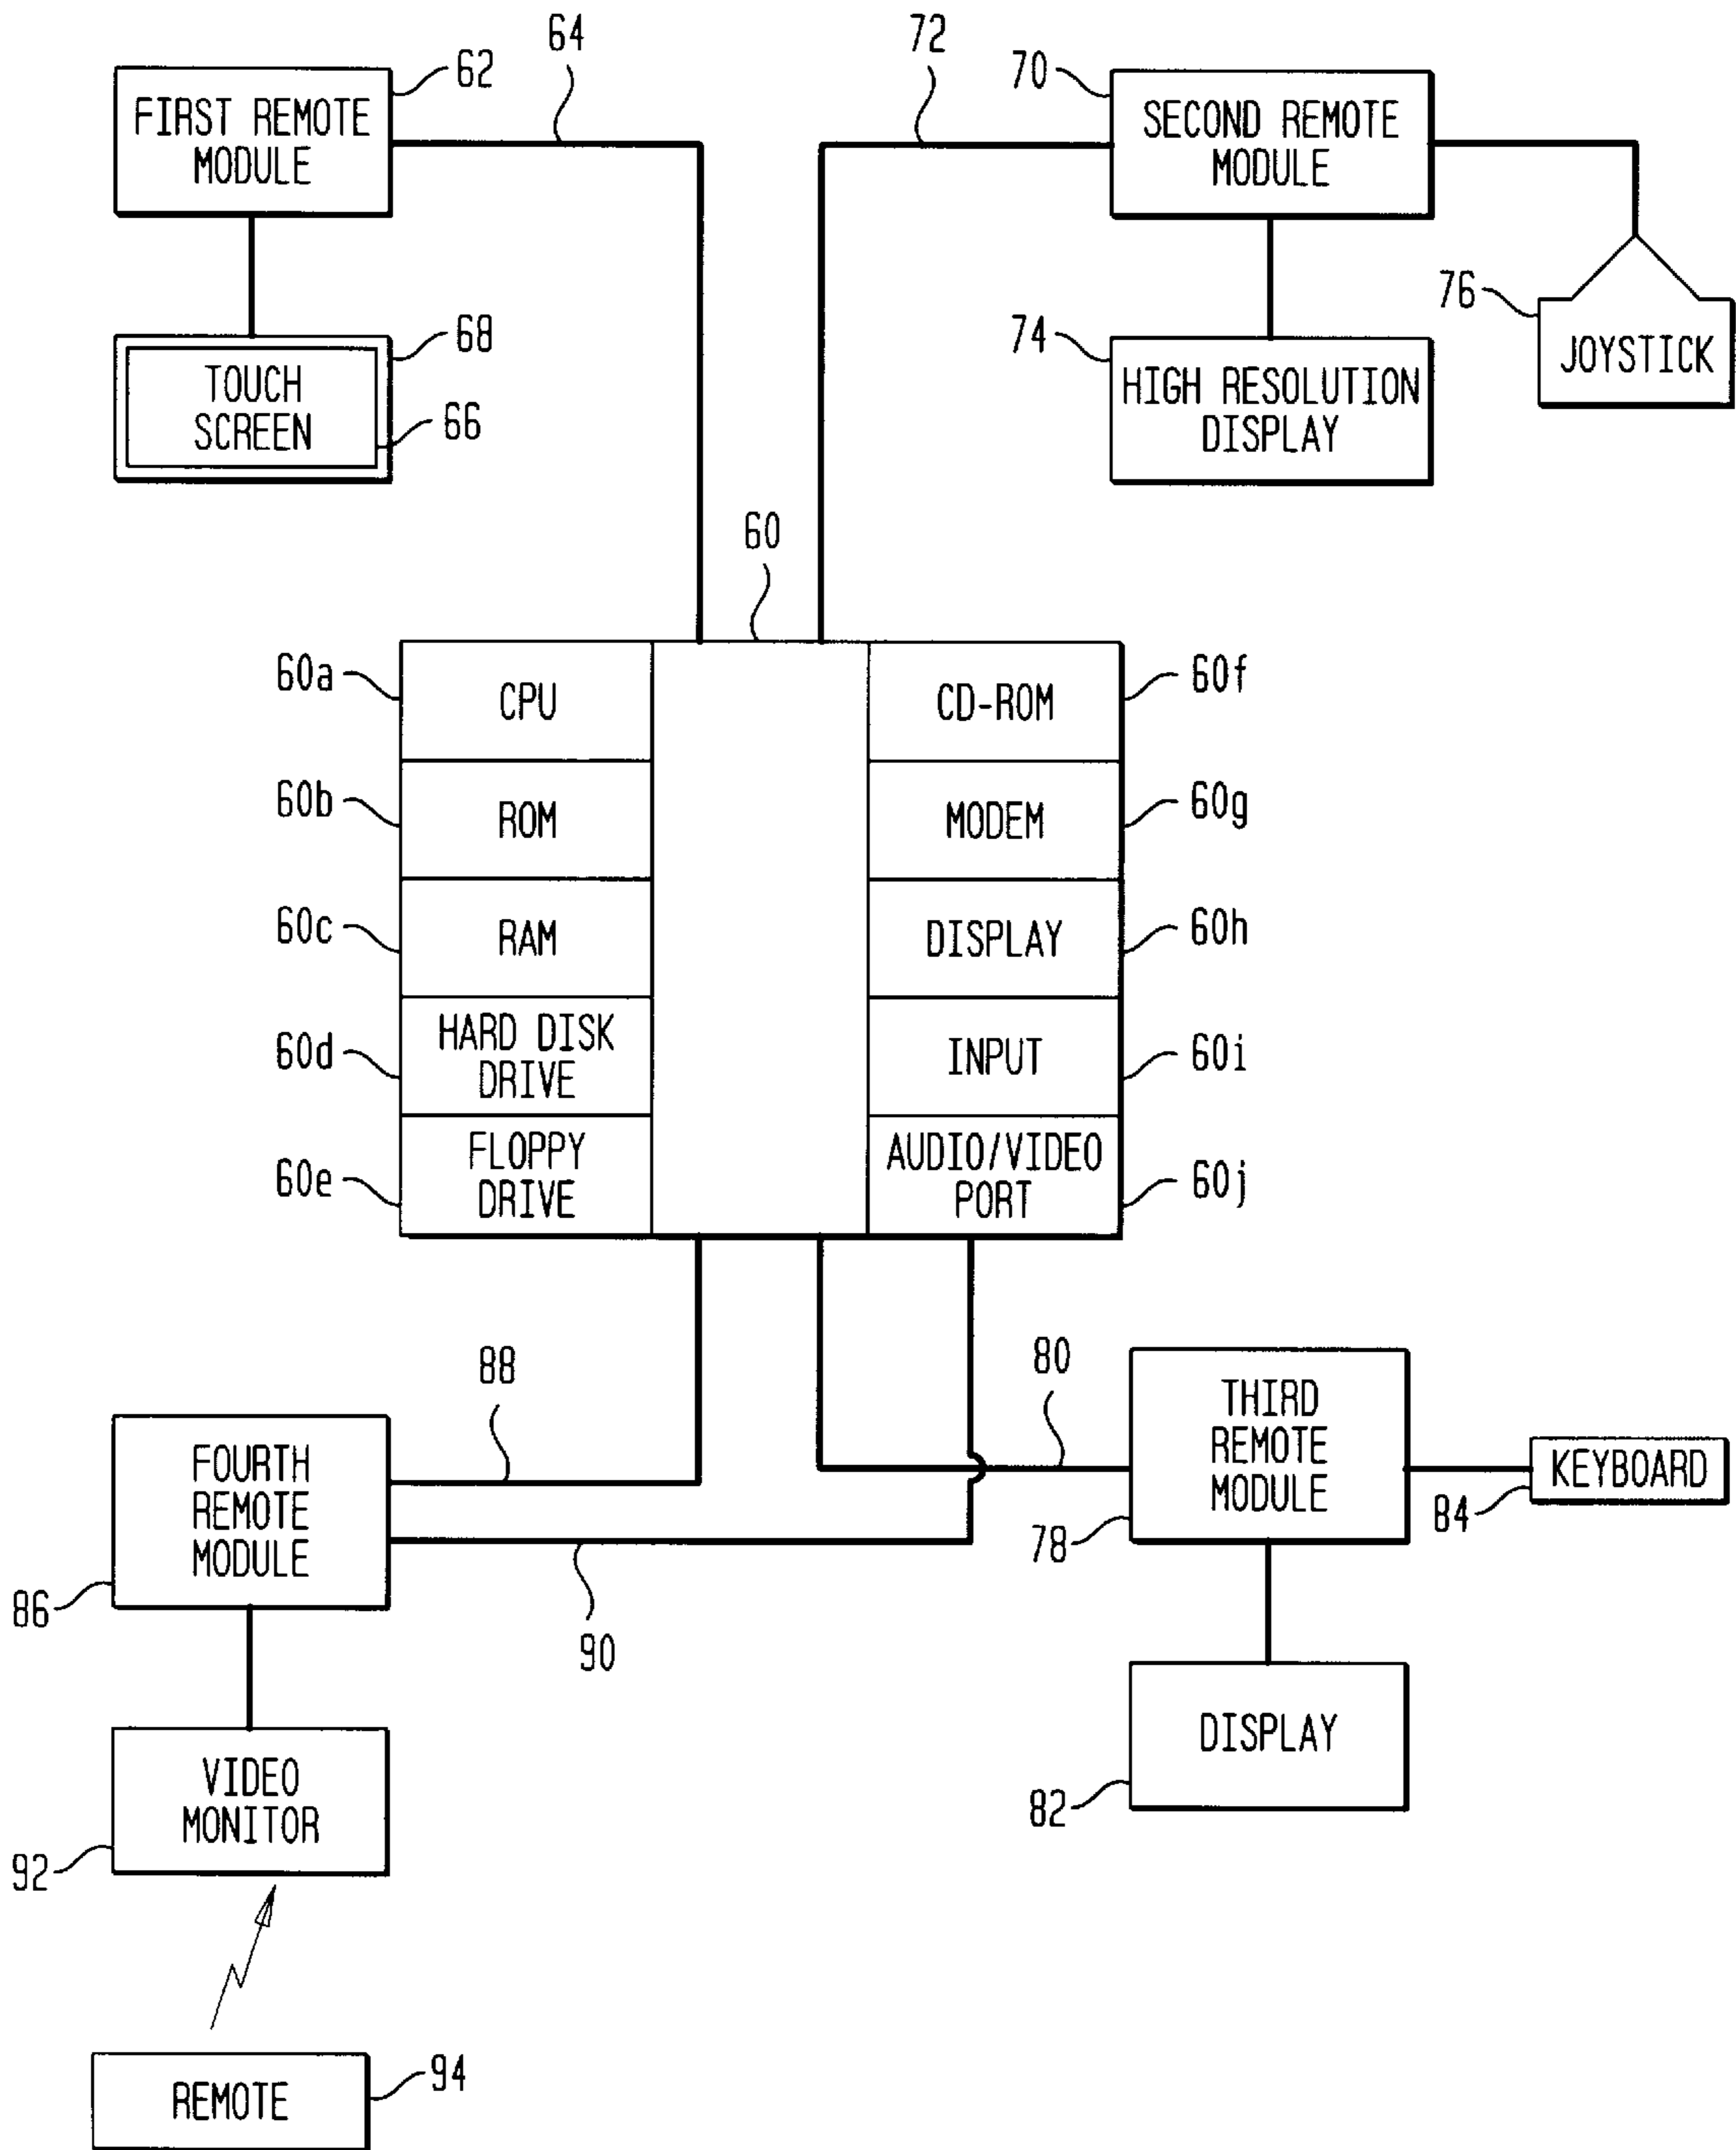 64
72
62
70
FIRST REMOTE
MODULE
SECOND REMOTE
MODULE
68
TOUCH
SCREEN
66
74
HIGH RESOLUTION
DISPLAY
76
JOYSTICK
60
60a
CPU
CD-ROM
60f
60b
ROM
MODEM
60g
60c
RAM
DISPLAY
60h
60d
HARD DISK
DRIVE
INPUT
60i
60e
FLOPPY
DRIVE
AUDIO/VIDEO
PORT
60j
88
80
FOURTH
REMOTE
MODULE
86
90
THIRD
REMOTE
MODULE
78
KEYBOARD
84
VIDEO
MONITOR
92
DISPLAY
82
REMOTE
94